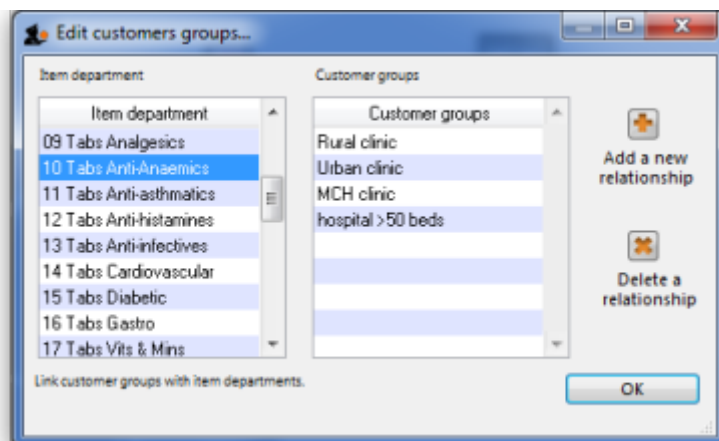 Edit customers groups...
Item department
Customer groups
Item department
Customer groups
09 Tabs Analgesics
10 Tabs Anti-Anaemics
11 Tabs Anti-asthmatics
12 Tabs Anti-histamines
13 Tabs Anti-infectives
14 Tabs Cardiovascular
15 Tabs Diabetic
16 Tabs Gastro
17 Tabs Vits & Mins
Rural clinic
Urban clinic
MCH clinic
hospital >50 beds
Add a new
relationship
Delete a
relationship
Link customer groups with item departments.
OK